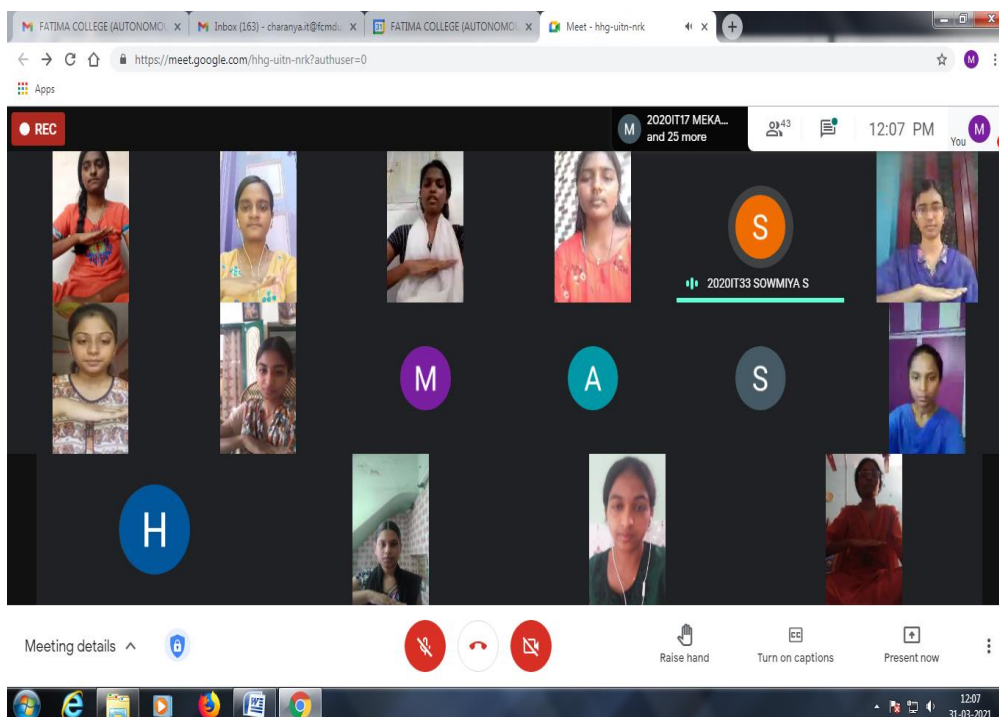 FATIMA COLLEGE (AUTONOMOU
Inbox (163) - charanya.it@fcmdu
FATIMA COLLEGE (AUTONOMOU
Meet - hhg-uitn-nrk
https://meet.google.com/hhg-uitn-nrk?authuser=0
M
Apps
REC
M
2020IT17 MEKA...
and 25 more
43
12:07 PM
You
M
S
2020IT33 SOWMIYA S
M
A
S
H
Meeting details
Raise hand
CC
Turn on captions
Present now
12:07
31-03-2021